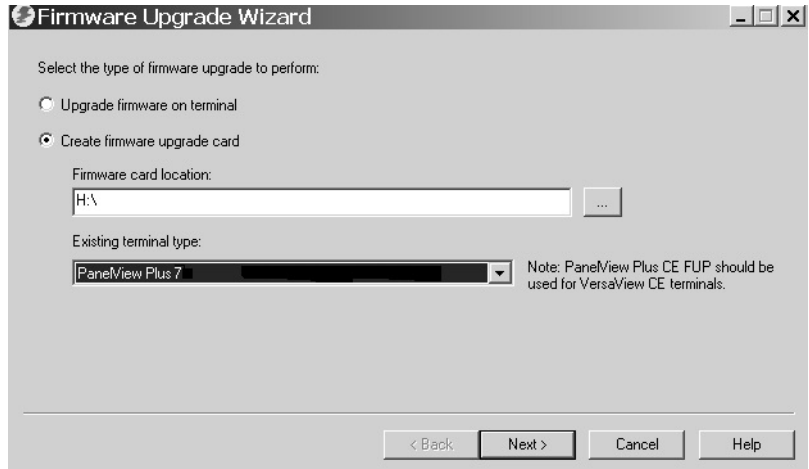 Firmware Upgrade Wizard
Select the type of firmware upgrade to perform:
Upgrade firmware on terminal
Create firmware upgrade card
Firmware card location:
H:\
...
Existing terminal type:
PanelView Plus 7
Note: PanelView Plus CE FUP should be
used for VersaView CE terminals.
< Back
Next >
Cancel
Help